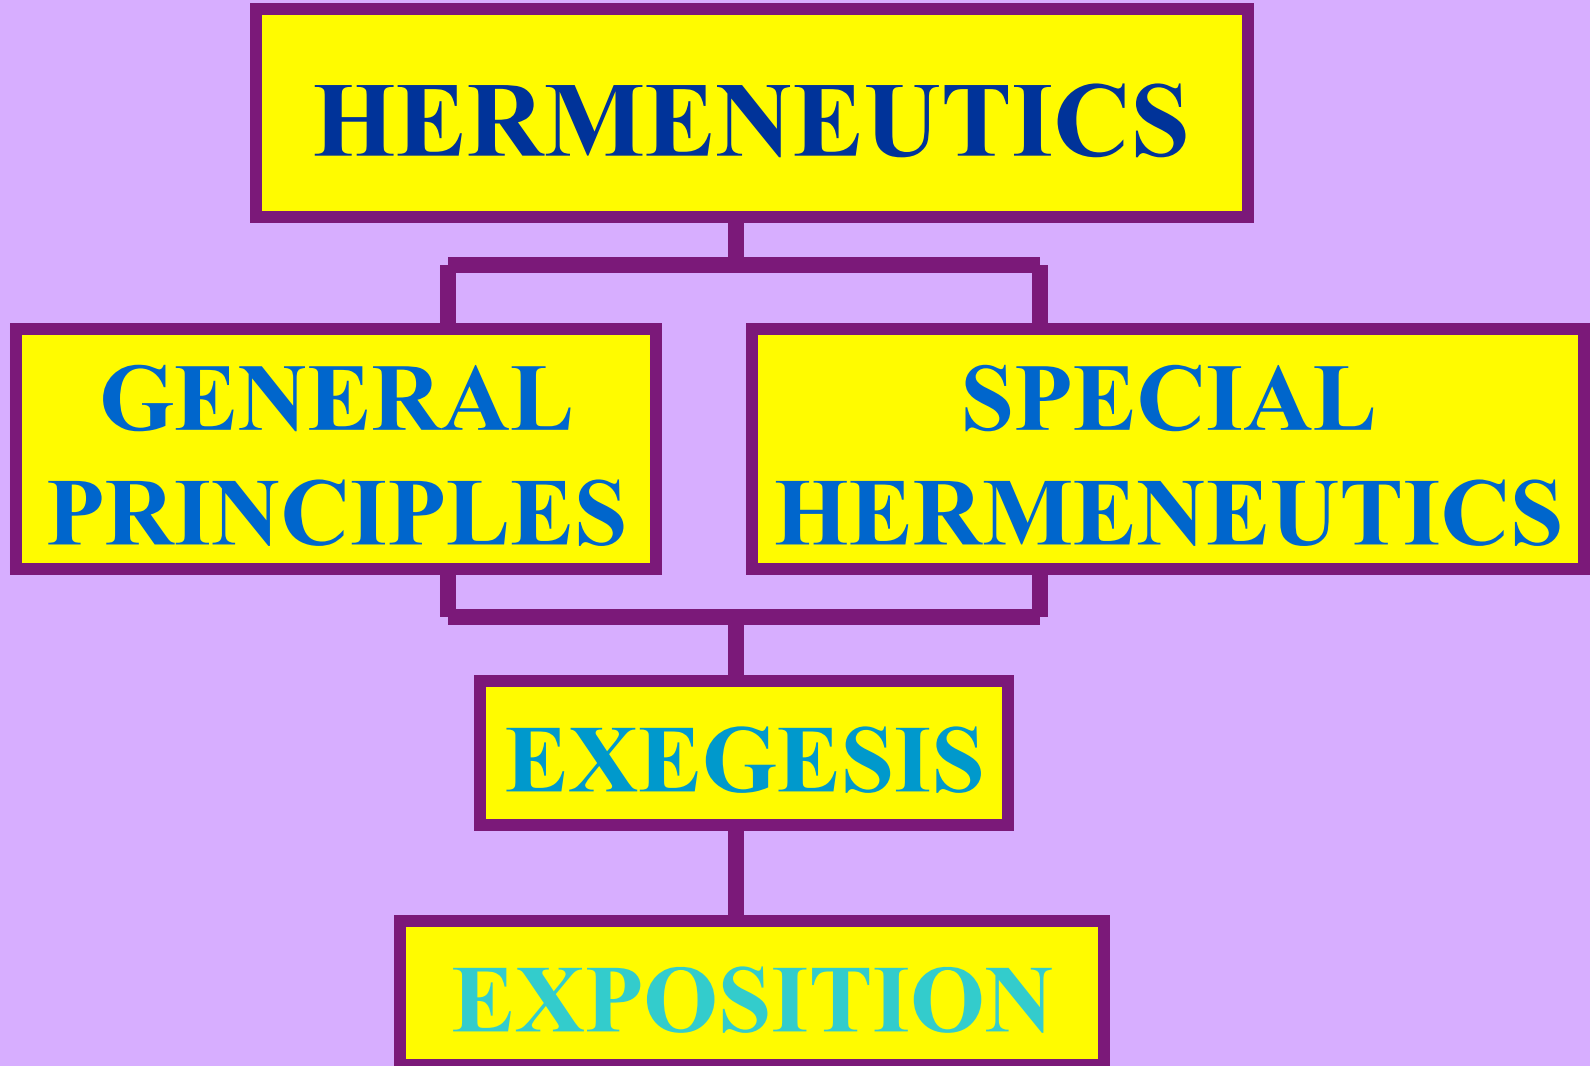 HERMENEUTICS
GENERAL
PRINCIPLES
SPECIAL
HERMENEUTICS
EXEGESIS
EXPOSITION